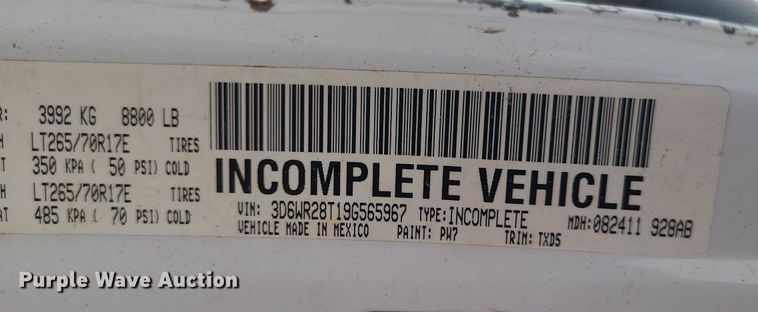 R: 3992 KG 8800 LB
H LT265/70R17E TIRES
AT 350 KPA ( 50 PSI) COLD
H LT265/70R17E TIRES
AT 485 KPA ( 70 PSI) COLD
INCOMPLETE VEHICLE
VIN: 3D6WR28T19G565967 TYPE:INCOMPLETE MDH:082411 928AB
VEHICLE MADE IN MEXICO PAINT: PW7 TRIM: TXD5
Purple Wave Auction